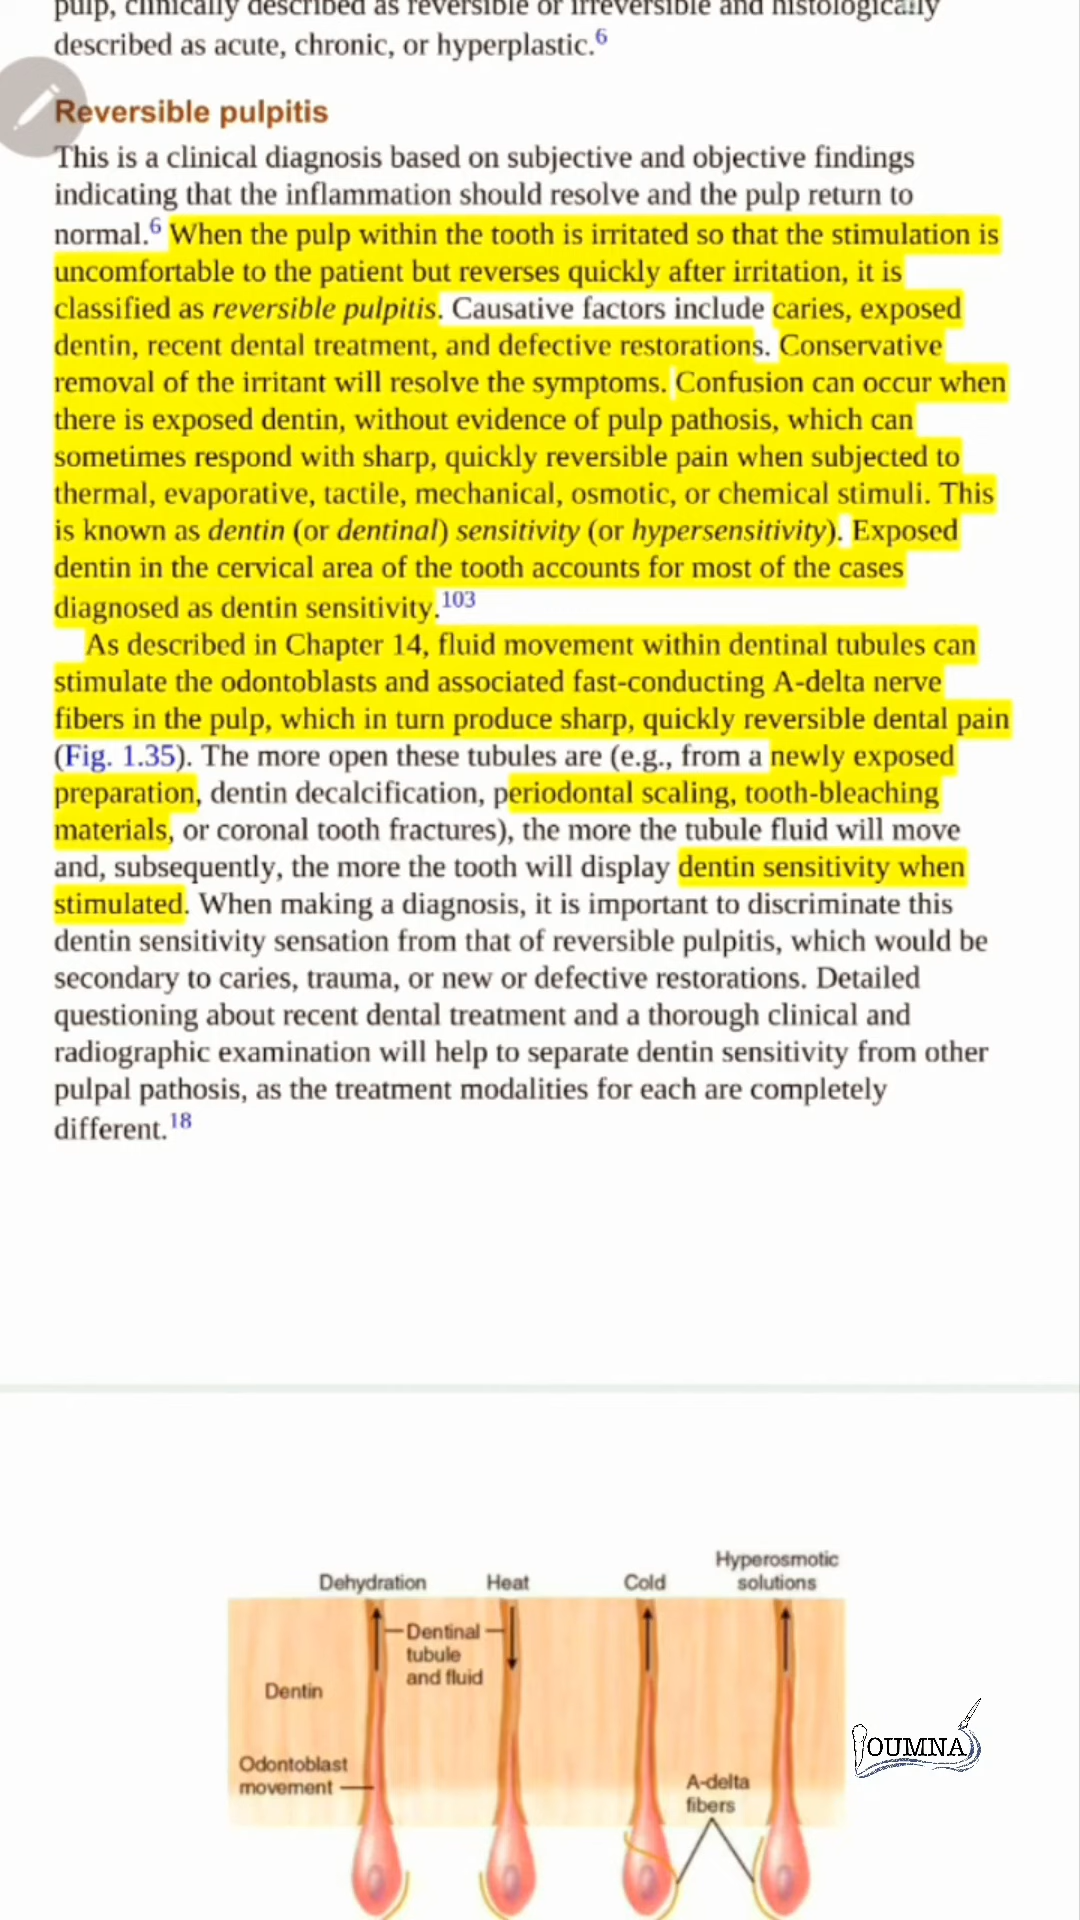 pulp, clinically described as reversible or irreversible and histologically
described as acute, chronic, or hyperplastic.6
Reversible pulpitis
This is a clinical diagnosis based on subjective and objective findings
indicating that the inflammation should resolve and the pulp return to
normal.6 When the pulp within the tooth is irritated so that the stimulation is
uncomfortable to the patient but reverses quickly after irritation, it is
classified as reversible pulpitis. Causative factors include caries, exposed
dentin, recent dental treatment, and defective restorations. Conservative
removal of the irritant will resolve the symptoms. Confusion can occur when
there is exposed dentin, without evidence of pulp pathosis, which can
sometimes respond with sharp, quickly reversible pain when subjected to
thermal, evaporative, tactile, mechanical, osmotic, or chemical stimuli. This
is known as dentin (or dentinal) sensitivity (or hypersensitivity). Exposed
dentin in the cervical area of the tooth accounts for most of the cases
diagnosed as dentin sensitivity.103
As described in Chapter 14, fluid movement within dentinal tubules can
stimulate the odontoblasts and associated fast-conducting A-delta nerve
fibers in the pulp, which in turn produce sharp, quickly reversible dental pain
(Fig. 1.35). The more open these tubules are (e.g., from a newly exposed
preparation, dentin decalcification, periodontal scaling, tooth-bleaching
materials, or coronal tooth fractures), the more the tubule fluid will move
and, subsequently, the more the tooth will display dentin sensitivity when
stimulated. When making a diagnosis, it is important to discriminate this
dentin sensitivity sensation from that of reversible pulpitis, which would be
secondary to caries, trauma, or new or defective restorations. Detailed
questioning about recent dental treatment and a thorough clinical and
radiographic examination will help to separate dentin sensitivity from other
pulpal pathosis, as the treatment modalities for each are completely
different.18
Dehydration
Heat
Cold
Hyperosmotic
solutions
Dentinal
tubule
and fluid
Dentin
Odontoblast
movement
A-delta
fibers
OUMNA